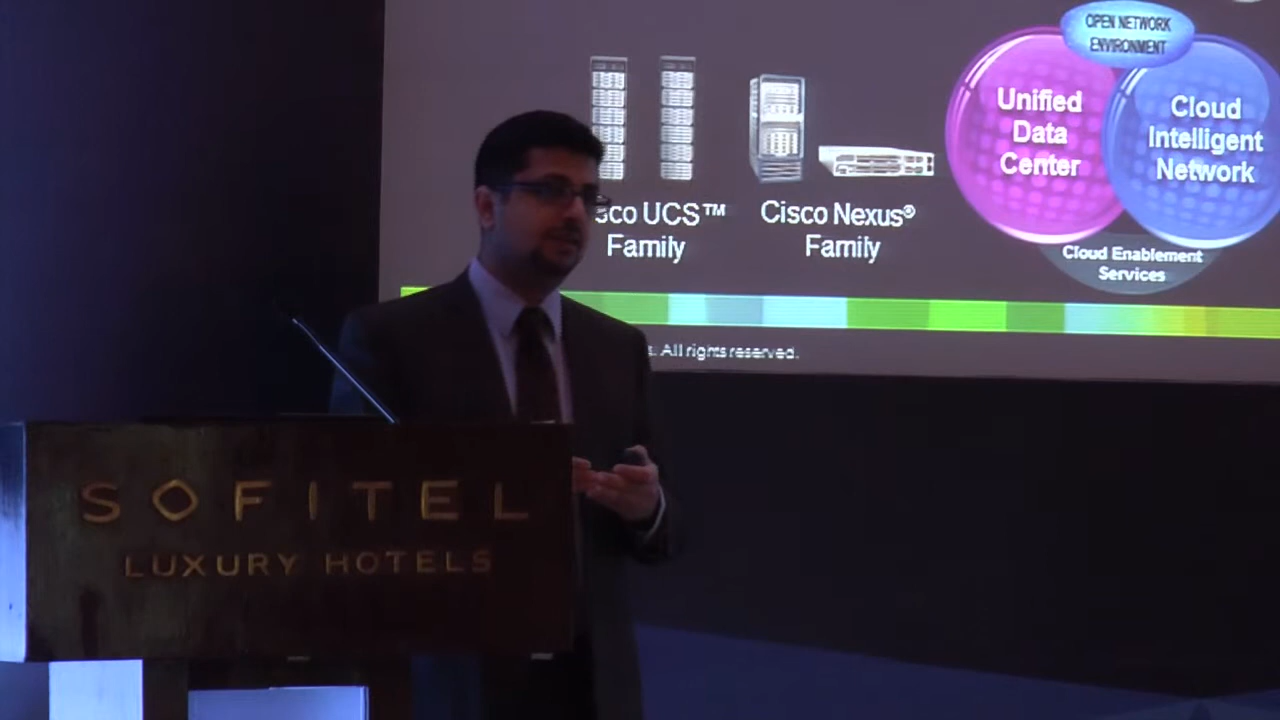 OPEN NETWORK
ENVIRONMENT
Unified
Data
Center
Cloud
Intelligent
Network
sco UCS™
Family
Cisco Nexus®
Family
Cloud Enablement
Services
s. All rights reserved.
SOFITEL
LUXURY HOTELS